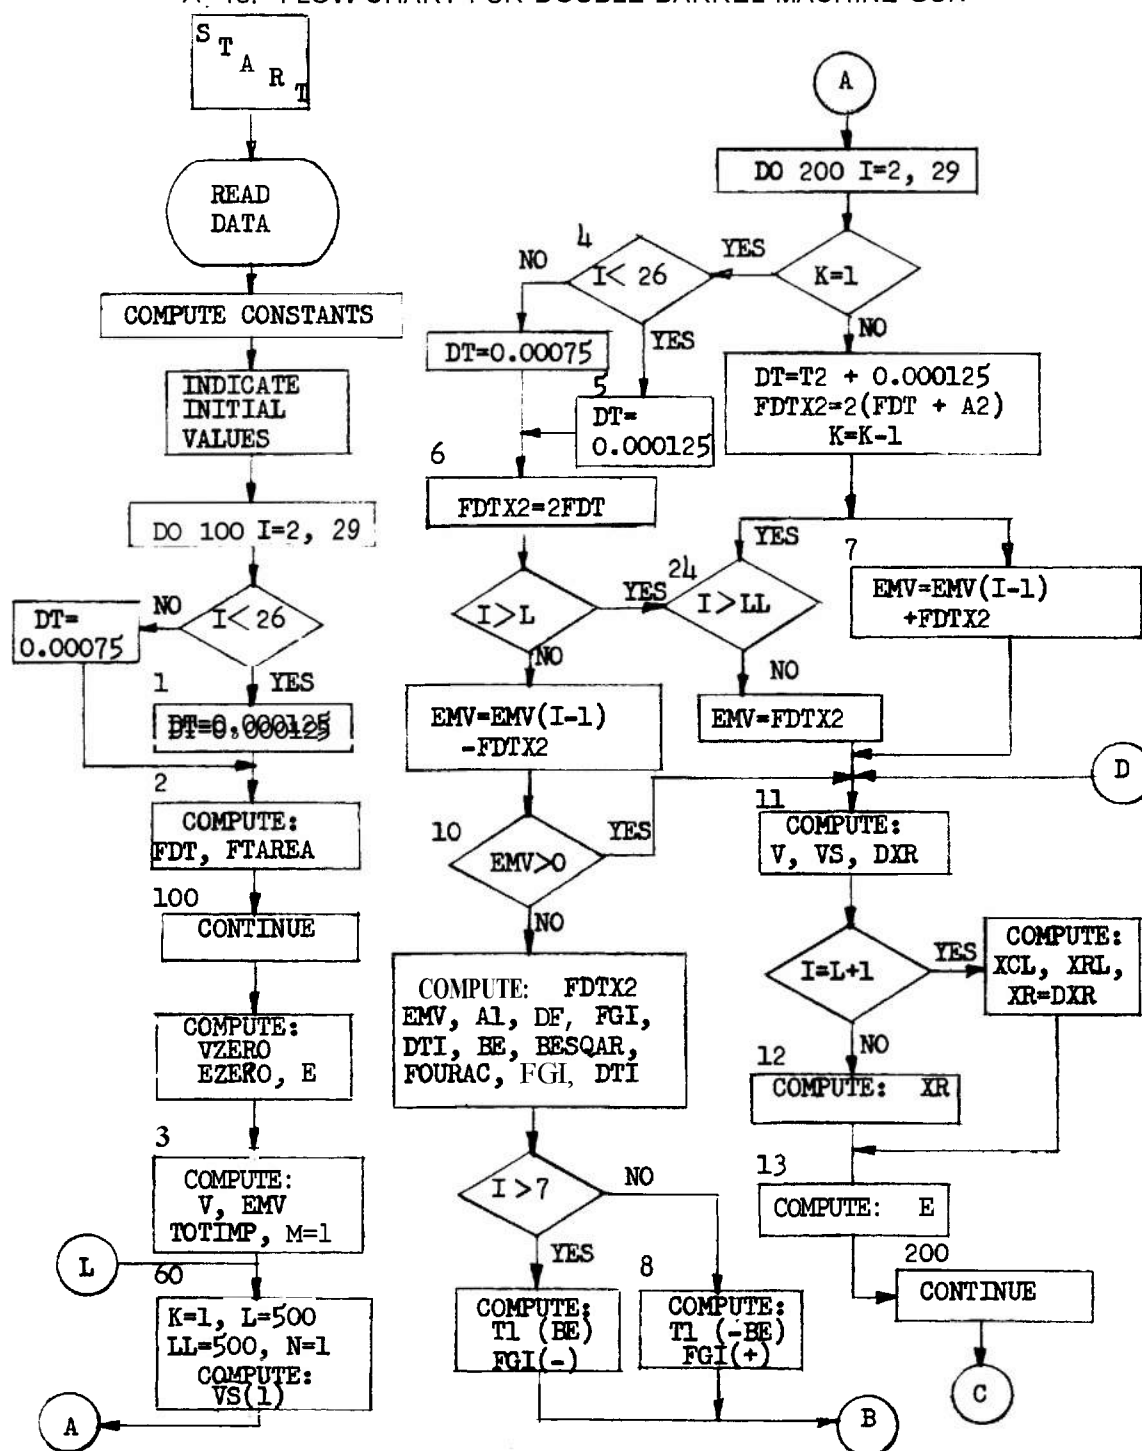 A-18. FLOW CHART FOR DOUBLE BARREL MACHINE GUN
START
READ
DATA
COMPUTE CONSTANTS
INDICATE
INITIAL
VALUES
DO 100 I=2, 29
I< 26
NO
DT=
0.00075
YES
1
DT=0.000125
2
COMPUTE:
FDT, FTAREA
100
CONTINUE
COMPUTE:
VZERO
EZERO, E
3
COMPUTE:
V, EMV
TOTIMP, M=1
L
60
K=1, L=500
LL=500, N=1
COMPUTE:
VS(1)
A
A
DO 200 I=2, 29
K=1
YES
NO
4
I< 26
NO
YES
DT=0.00075
5
DT=
0.000125
DT=T2 + 0.000125
FDTX2=2(FDT + A2)
K=K-1
6
FDTX2=2FDT
I>L
YES
NO
24
I>LL
YES
NO
7
EMV=EMV(I-1)
+FDTX2
EMV=EMV(I-1)
-FDTX2
EMV=FDTX2
D
10
EMV>0
YES
NO
11
COMPUTE:
V, VS, DXR
I=L+1
YES
NO
COMPUTE:
XCL, XRL,
XR=DXR
COMPUTE: FDTX2
EMV, A1, DF, FGI,
DTI, BE, BESQAR,
FOURAC, FGI, DTI
12
COMPUTE: XR
13
COMPUTE: E
I >7
NO
YES
8
COMPUTE:
T1 (BE)
FGI(-)
COMPUTE:
T1 (-BE)
FGI(+)
B
200
CONTINUE
C